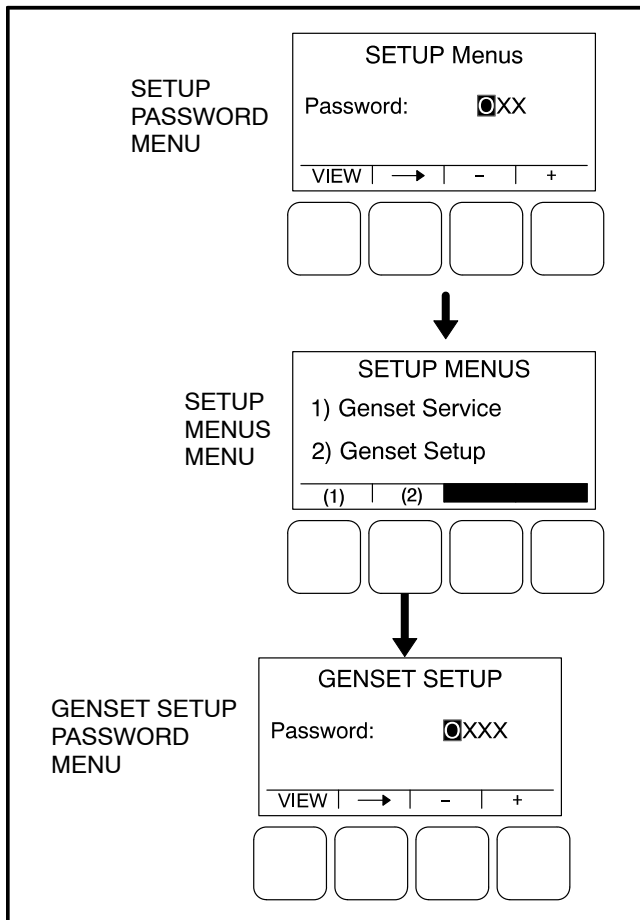 SETUP
PASSWORD
MENU
SETUP Menus
Password: 0XX
VIEW → - +
SETUP
MENUS
MENU
SETUP MENUS
1) Genset Service
2) Genset Setup
(1) (2)
GENSET SETUP
PASSWORD
MENU
GENSET SETUP
Password: 0XXX
VIEW → - +